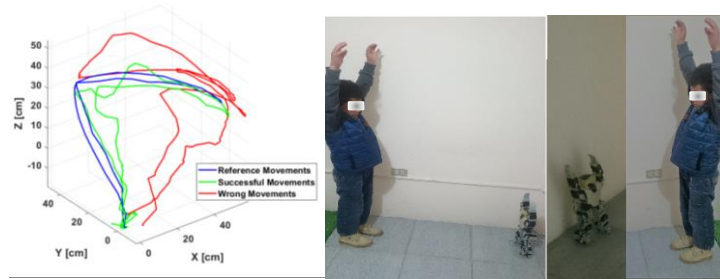 50
40
30
20
10
0
-10
Z [cm]
40
20
0
Y [cm]
0
20
40
X [cm]
Reference Movements
Successful Movements
Wrong Movements